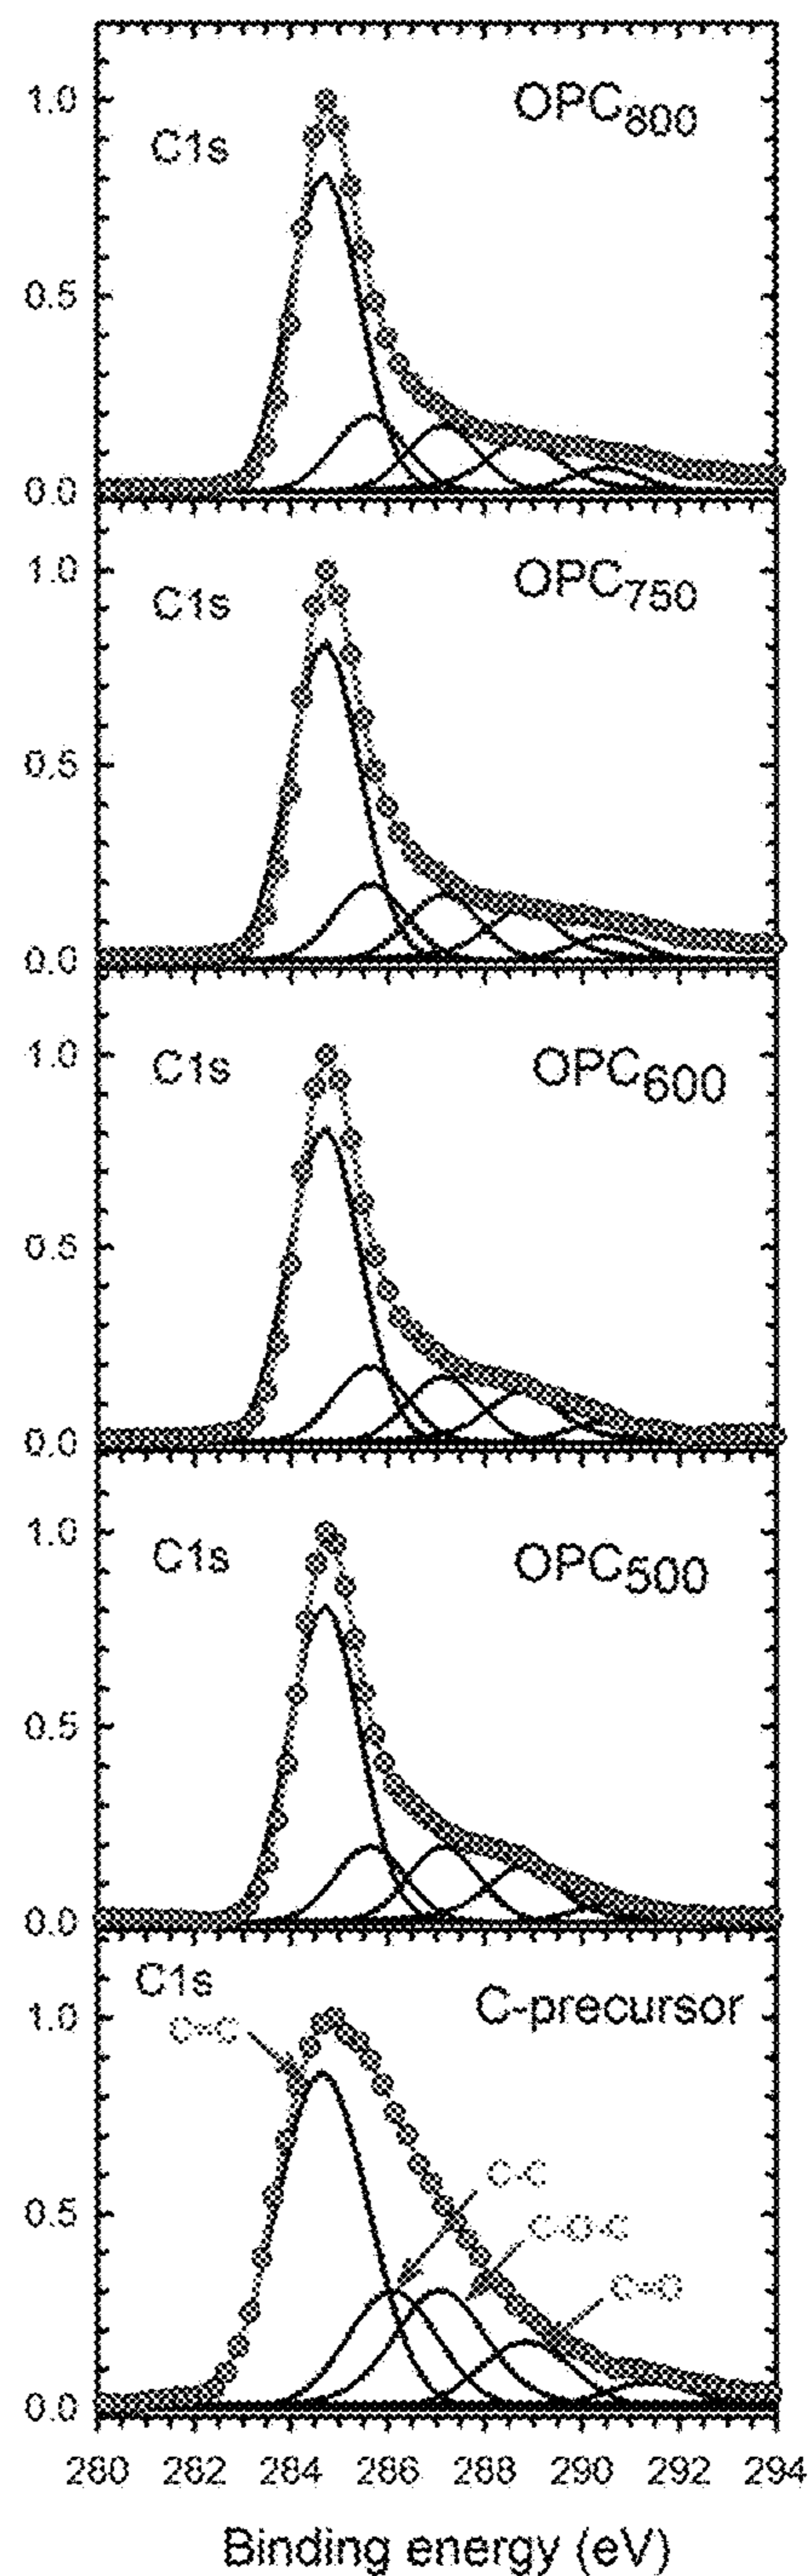 C1s
OPC800
1.0
0.5
0.0
C1s
OPC750
1.0
0.5
0.0
C1s
OPC600
1.0
0.5
0.0
C1s
OPC500
1.0
0.5
0.0
C1s
C-precursor
C=C
1.0
C-C
0.5
C-O-C
C=O
0.0
280 282 284 286 288 290 292 294
Binding energy (eV)